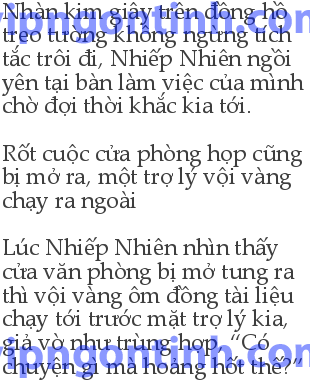 Nhàn kim giây trên đồng hồ
treo tường không ngừng tích
tắc trôi đi, Nhiếp Nhiên ngồi
yên tại bàn làm việc của mình
chờ đợi thời khắc kia tới.
Rốt cuộc cửa phòng họp cũng
bị mở ra, một trợ lý vội vàng
chạy ra ngoài
Lúc Nhiếp Nhiên nhìn thấy
cửa văn phòng bị mở tung ra
thì vội vàng ôm đồng tài liệu
chạy tới trước mặt trợ lý kia,
giả vờ như trùng hợp, “Có
chuyện gì mà hoảng hốt thế?”